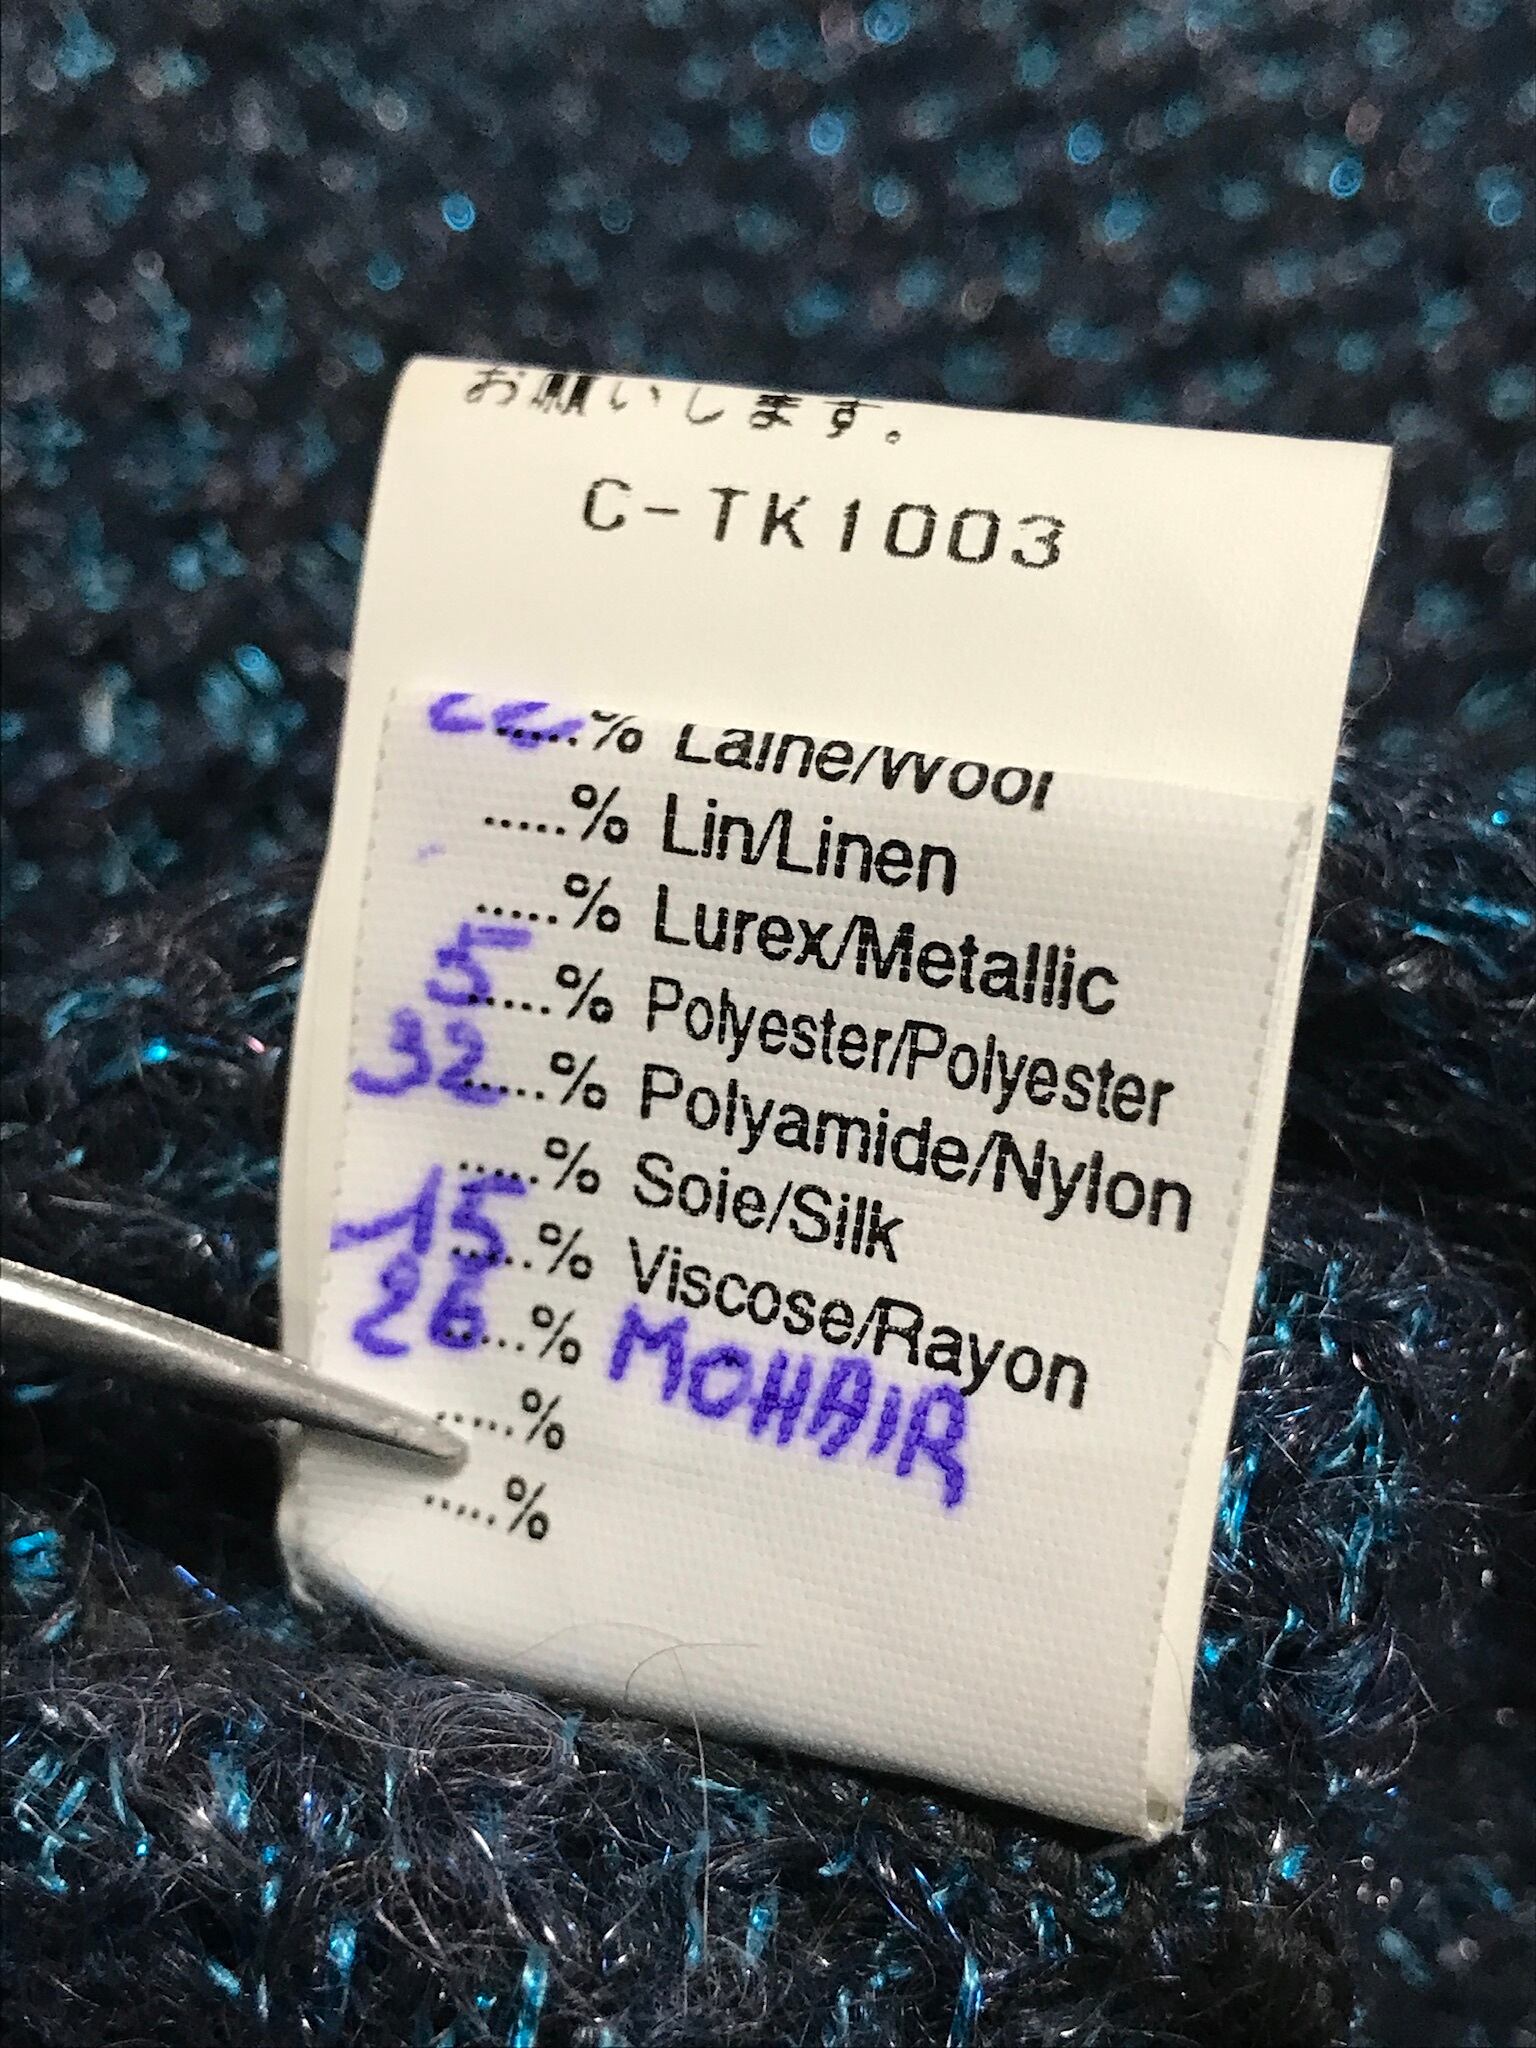 お願いします。
C-TK1003
.....% Laine/Wool
.....% Lin/Linen
.....% Lurex/Metallic
5.....% Polyester/Polyester
32.....% Polyamide/Nylon
.....% Soie/Silk
15.....% Viscose/Rayon
26.....% MOHAIR
.....%
.....%